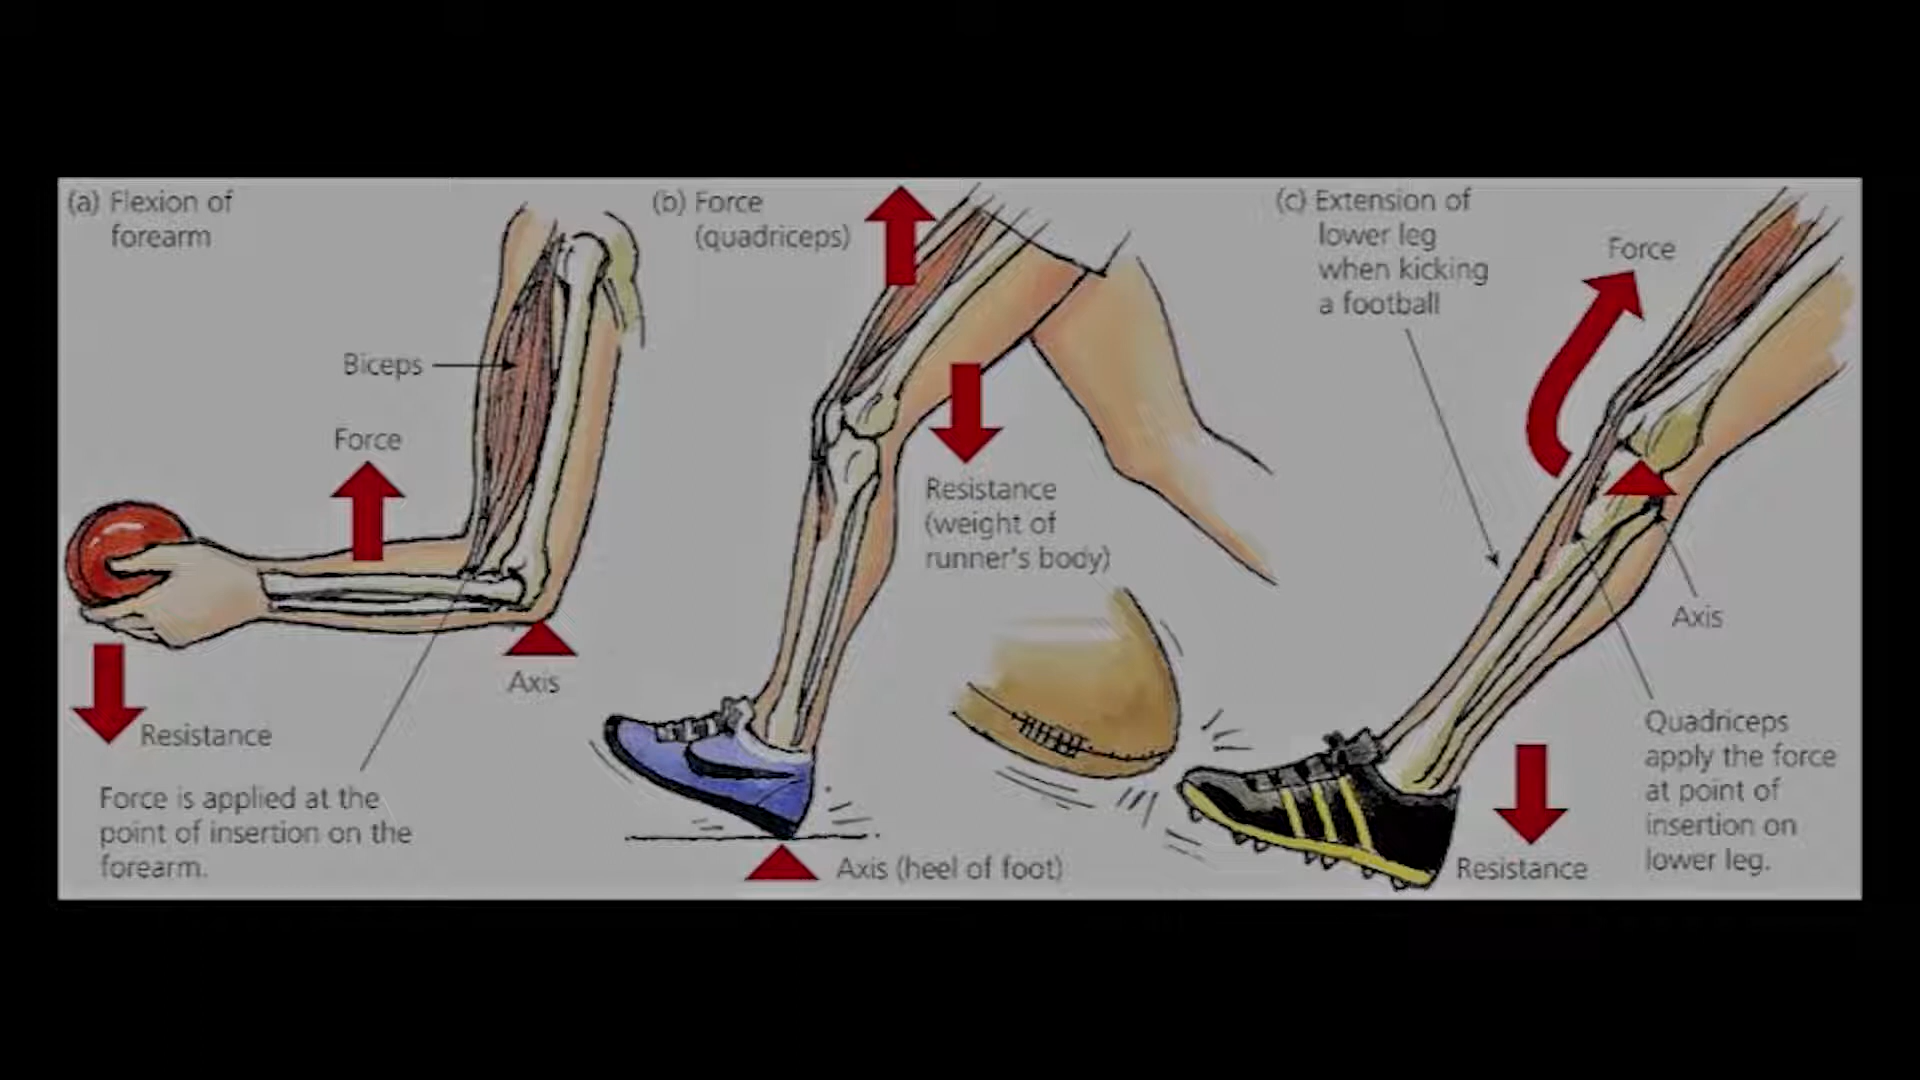 (a) Flexion of
forearm
Biceps
Force
Axis
Resistance
Force is applied at the
point of insertion on the
forearm.
(b) Force
(quadriceps)
Resistance
(weight of
runner's body)
Axis (heel of foot)
(c) Extension of
lower leg
when kicking
a football
Force
Axis
Quadriceps
apply the force
at point of
insertion on
lower leg.
Resistance